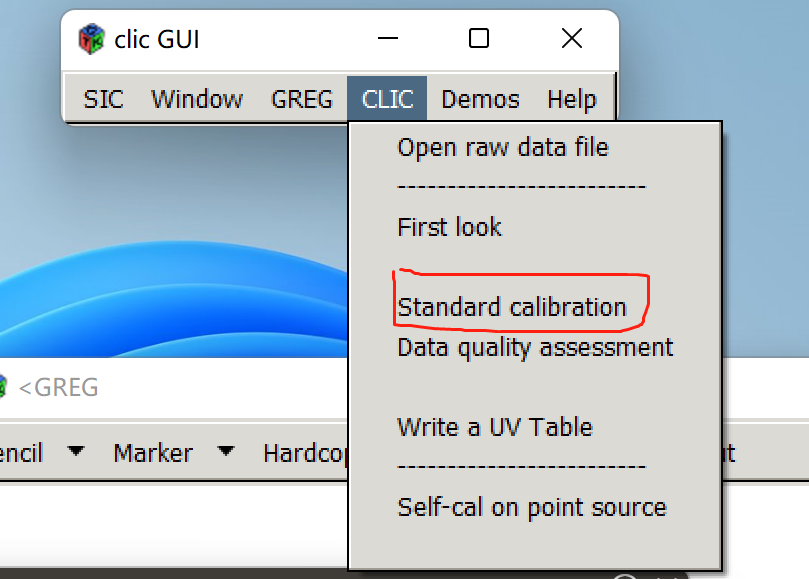 clic GUI
SIC Window GREG CLIC Demos Help
Open raw data file
-------------------------
First look
Standard calibration
Data quality assessment
Write a UV Table
-------------------------
Self-cal on point source
<GREG
encil Marker Hardcop ut